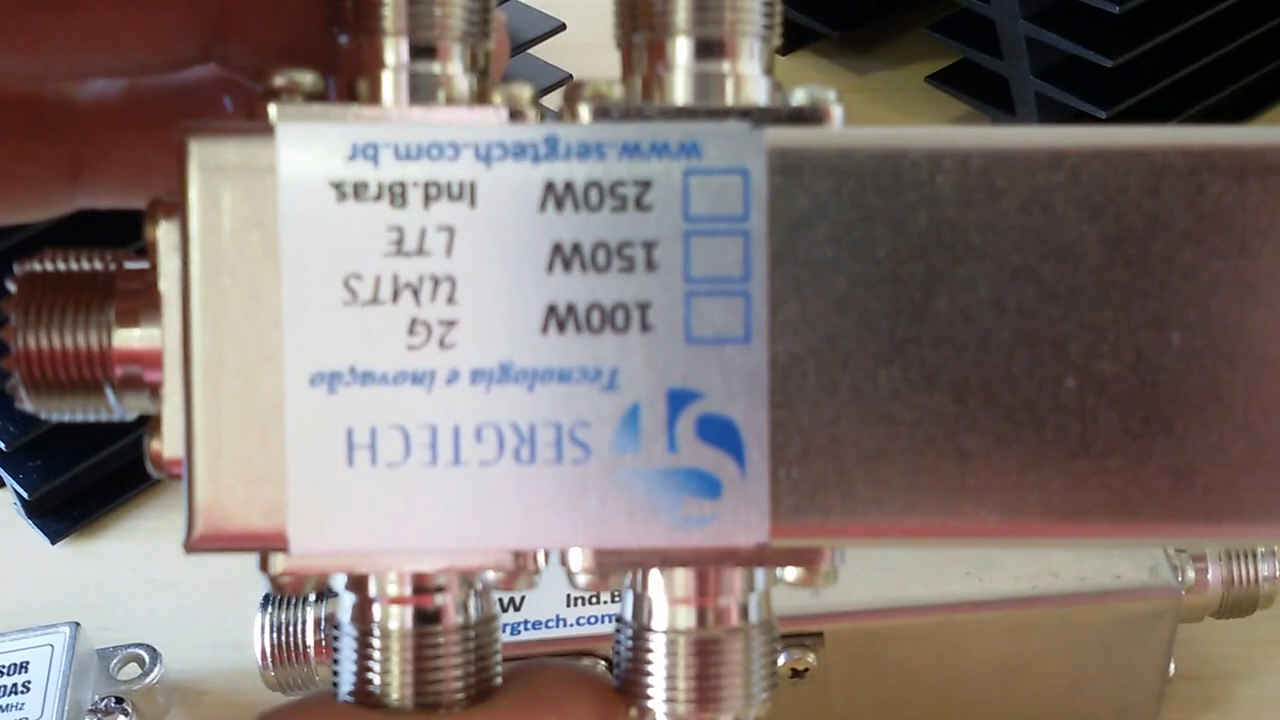 SERGTECH
Tecnologia e inovação
100W 2G
UMTS
150W LTE
250W Ind.Bras.
www.sergtech.com.br
W Ind.B
rgtech.com
SOR
DAS
MHz